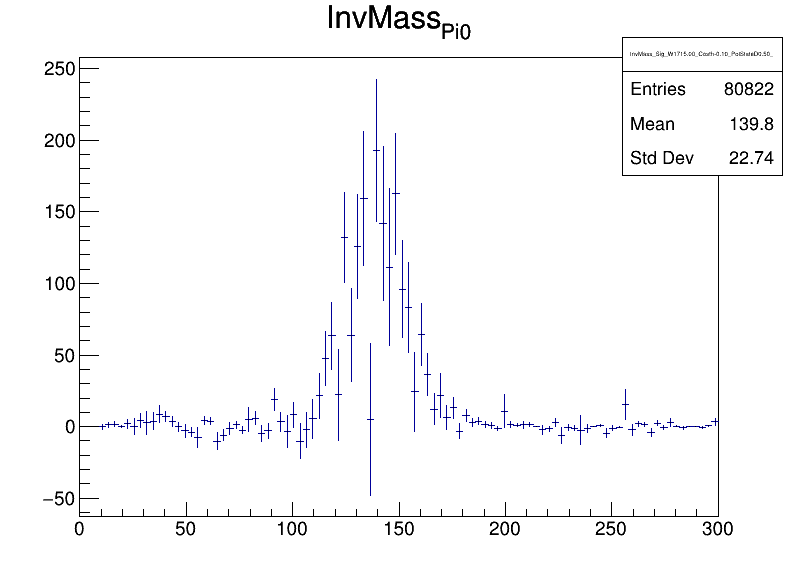 InvMass_Pi0
InvMass_Sig_W1715.00_Costh-0.10_PolStateD0.50_
Entries 80822
Mean 139.8
Std Dev 22.74
250
200
150
100
50
0
−50
0 50 100 150 200 250 300